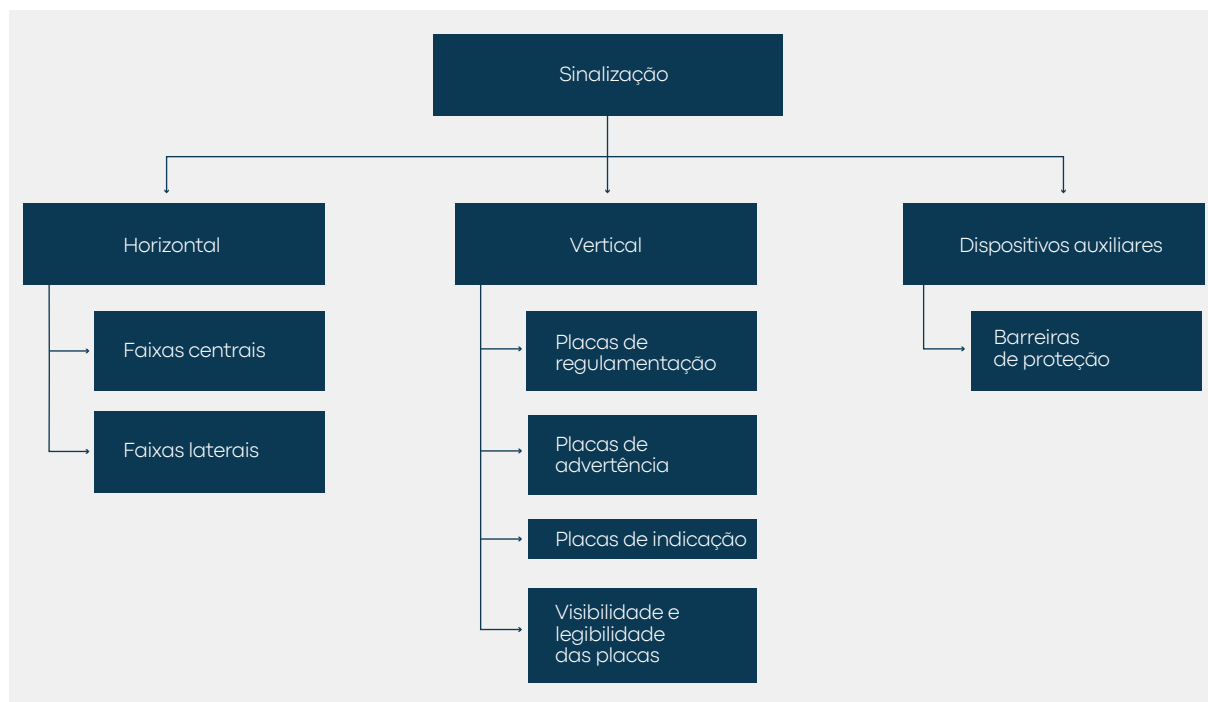 Sinalização
Horizontal
Faixas centrais
Faixas laterais
Vertical
Placas de
regulamentação
Placas de
advertência
Placas de indicação
Visibilidade e
legibilidade
das placas
Dispositivos auxiliares
Barreiras
de proteção